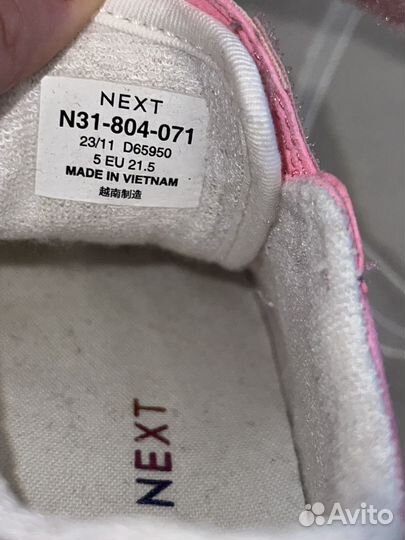 NEXT
N31-804-071
23/11 D65950
5 EU 21.5
MADE IN VIETNAM
越南制造
NEXT
Avito